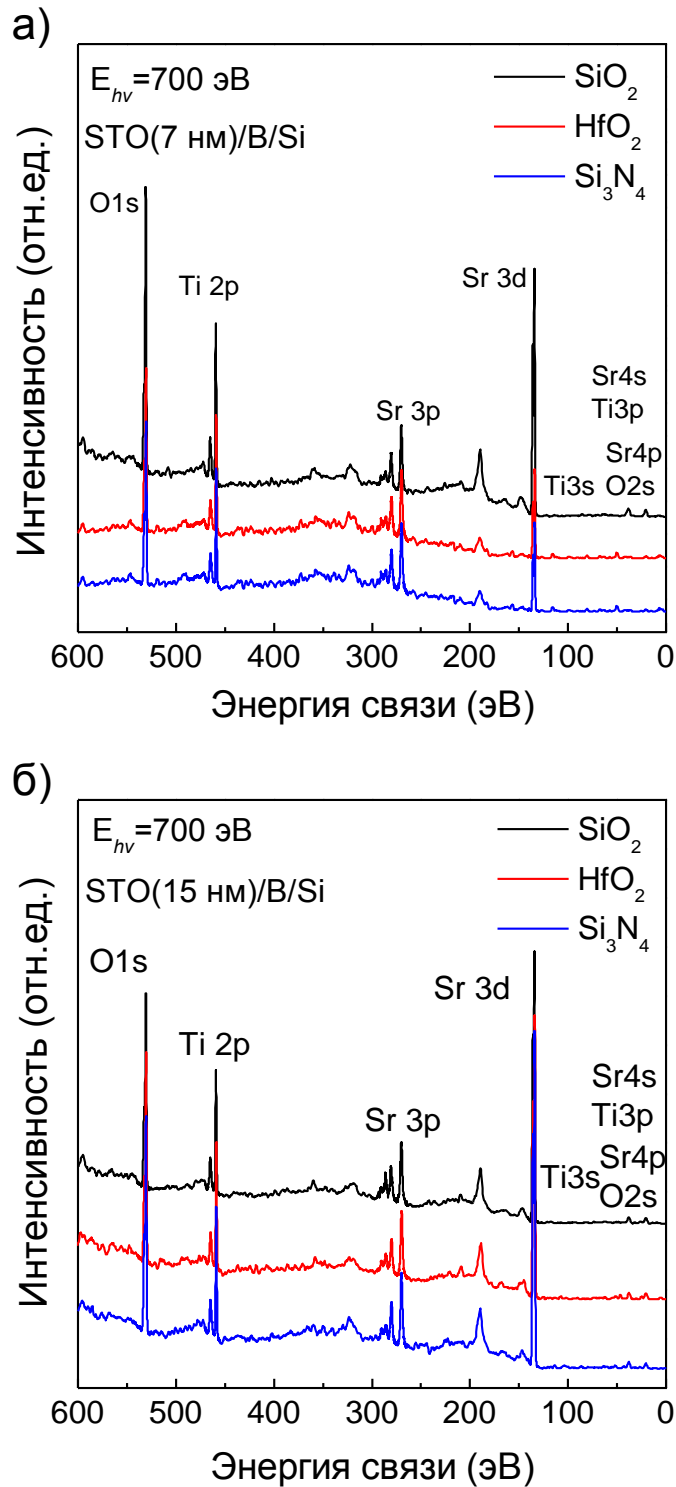 а)
E_hν=700 эВ
STO(7 нм)/B/Si
SiO₂
HfO₂
Si₃N₄
O1s
Ti 2p
Sr 3p
Sr 3d
Sr4s
Ti3p
Sr4p
Ti3s O2s
Интенсивность (отн.ед.)
600 500 400 300 200 100 0
Энергия связи (эВ)
б)
E_hν=700 эВ
STO(15 нм)/B/Si
SiO₂
HfO₂
Si₃N₄
O1s
Ti 2p
Sr 3p
Sr 3d
Sr4s
Ti3p
Sr4p
Ti3s
O2s
Интенсивность (отн.ед.)
600 500 400 300 200 100 0
Энергия связи (эВ)